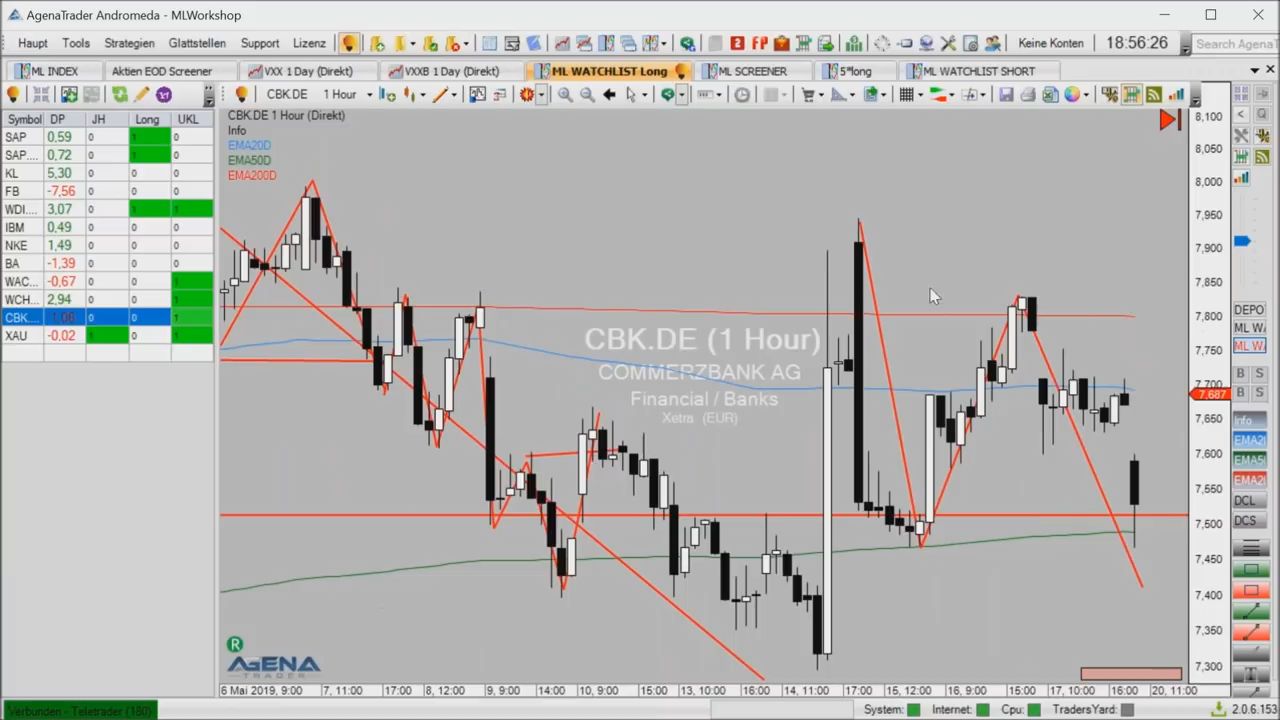 AgenaTrader Andromeda - MLWorkshop
Haupt Tools Strategien Glattstellen Support Lizenz 2 FP Keine Konten 18:56:26 Search AgenaT
ML INDEX Aktien EOD Screener VXX 1 Day (Direkt) VXXB 1 Day (Direkt) ML WATCHLIST Long ML SCREENER 5*long ML WATCHLIST SHORT
CBK.DE 1 Hour
Symbol DP JH Long UKL
SAP 0,59 0 1 0
SAP.... 0,72 0 1 0
KL 5,30 0 0 0
FB -7,56 0 0 0
WDI.... 3,07 0 1 1
IBM 0,49 0 0 0
NKE 1,49 0 0 0
BA -1,39 0 0 0
WAC... -0,67 0 0 1
WCH... 2,94 0 0 1
CBK.... -1,06 0 0 1
XAU -0,02 1 0 1
CBK.DE 1 Hour (Direkt)
Info
EMA20D
EMA50D
EMA200D
CBK.DE (1 Hour)
COMMERZBANK AG
Financial / Banks
Xetra (EUR)
8,100
8,050
8,000
7,950
7,900
7,850
7,800
7,750
7,700
7,687
7,650
7,600
7,550
7,500
7,450
7,400
7,350
7,300
DEPO
ML WA
ML WA
B S
B S
Info
EMA2
EMA5
EMA2
DCL
DCS
R
AGENA
TRADER
6 Mai 2019, 9:00 7, 11:00 17:00 8, 12:00 9, 9:00 14:00 10, 9:00 15:00 13, 10:00 16:00 14, 11:00 17:00 15, 12:00 16, 9:00 15:00 17, 10:00 16:00 20, 11:00
Verbunden - Teletrader (180) System: Internet: Cpu: TradersYard: 2.0.6.153